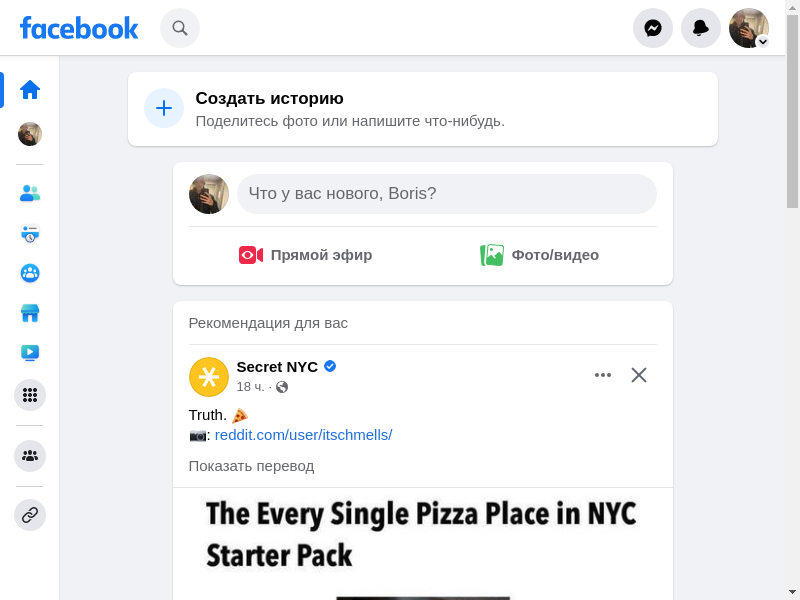 facebook
Создать историю
Поделитесь фото или напишите что-нибудь.
Что у вас нового, Boris?
Прямой эфир
Фото/видео
Рекомендация для вас
Secret NYC
18 ч. ·
Truth. 🍕
📷: reddit.com/user/itschmells/
Показать перевод
The Every Single Pizza Place in NYC
Starter Pack